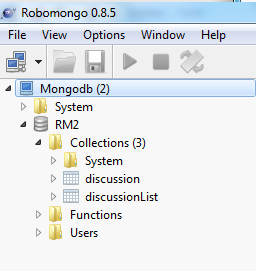 Robomongo 0.8.5
File View Options Window Help
Mongodb (2)
System
RM2
Collections (3)
System
discussion
discussionList
Functions
Users